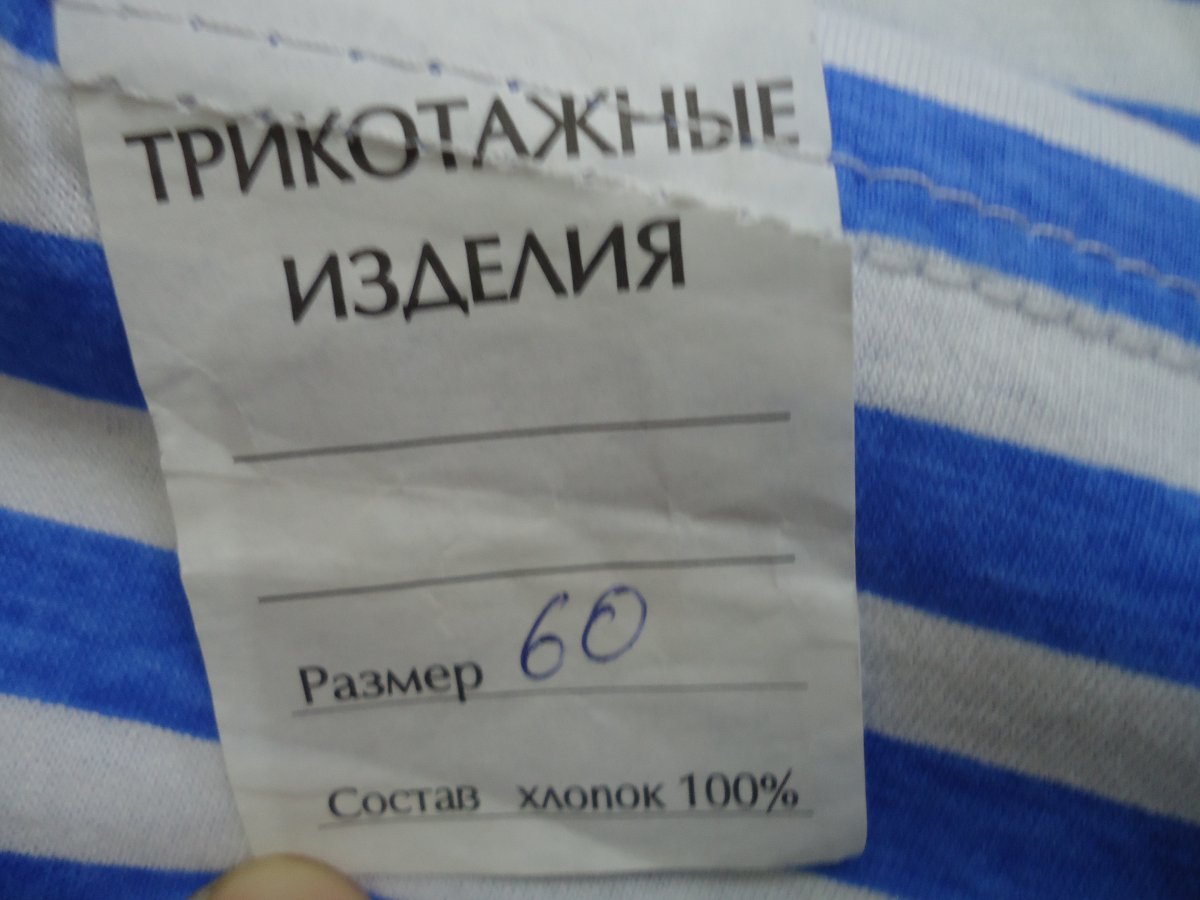 ТРИКОТАЖНЫЕ
ИЗДЕЛИЯ
Размер 60
Состав хлопок 100%